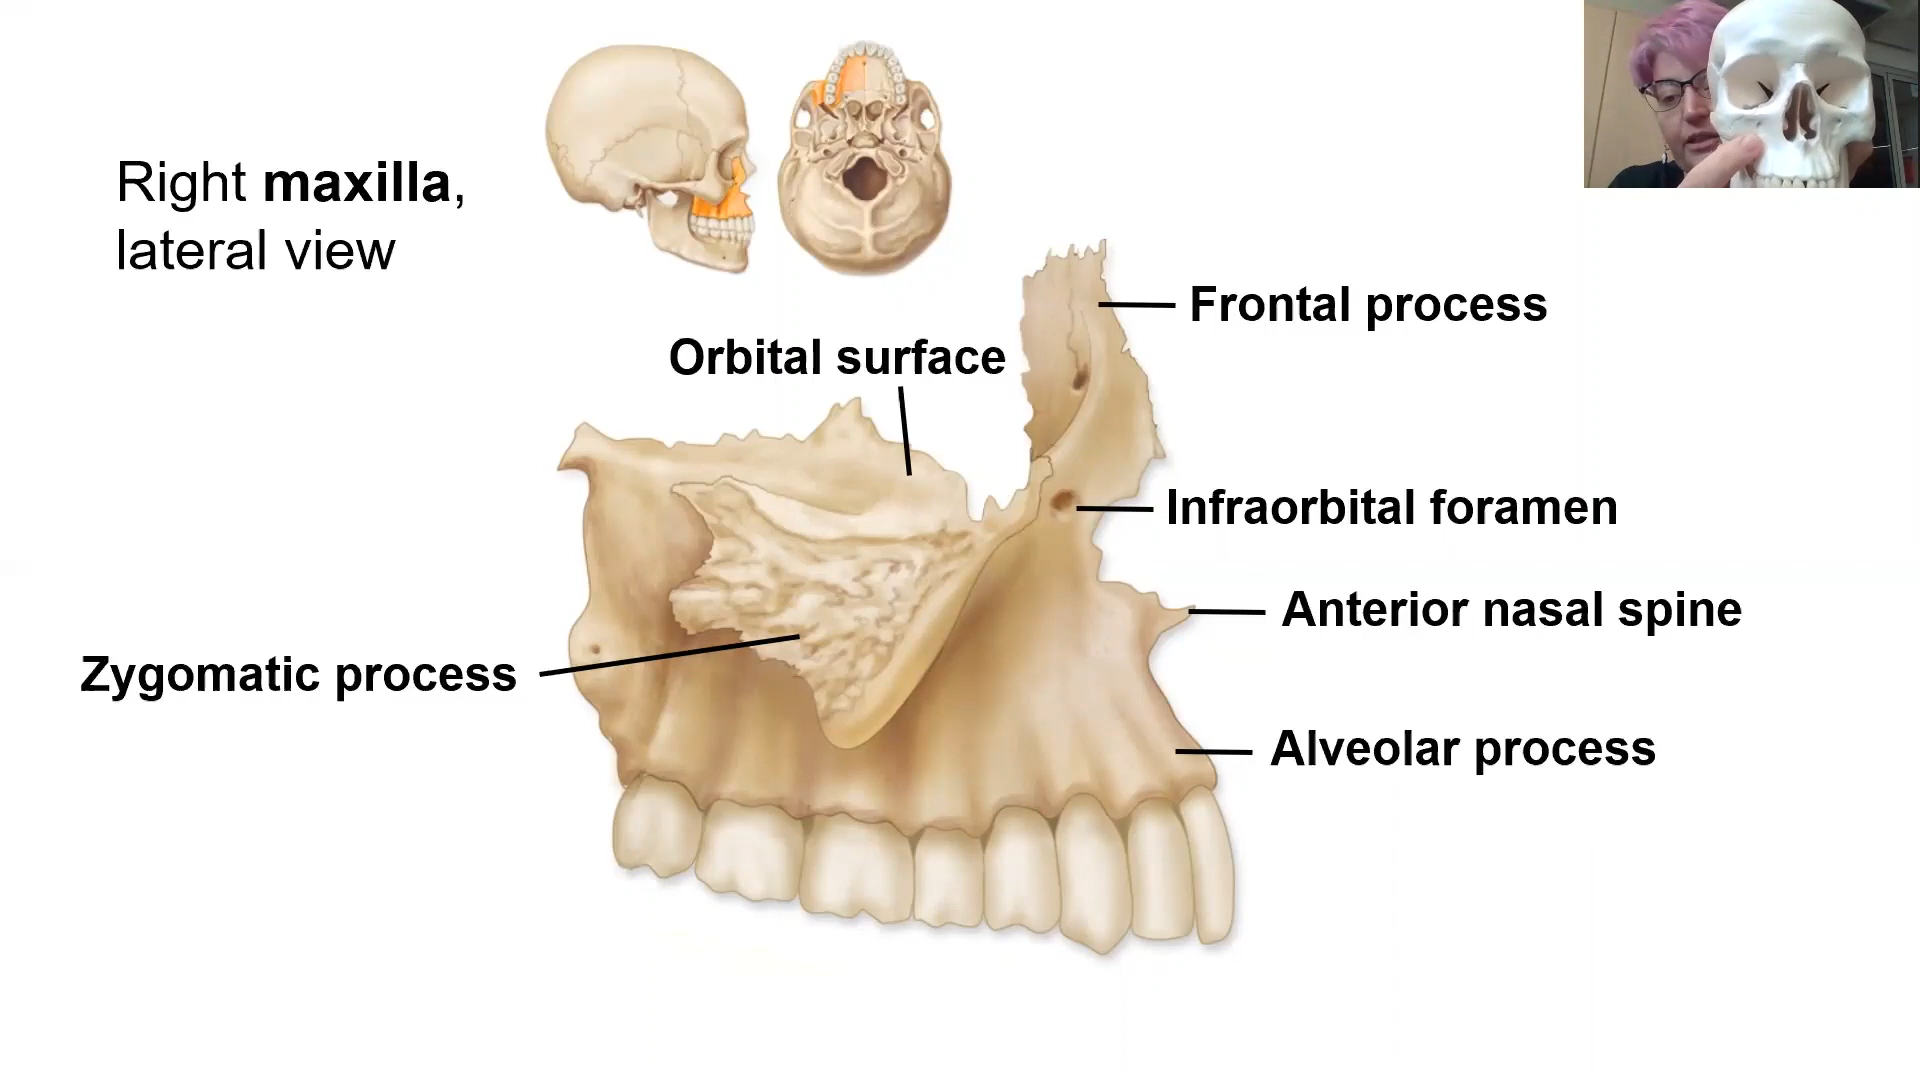 Right maxilla,
lateral view
Frontal process
Orbital surface
Infraorbital foramen
Anterior nasal spine
Zygomatic process
Alveolar process